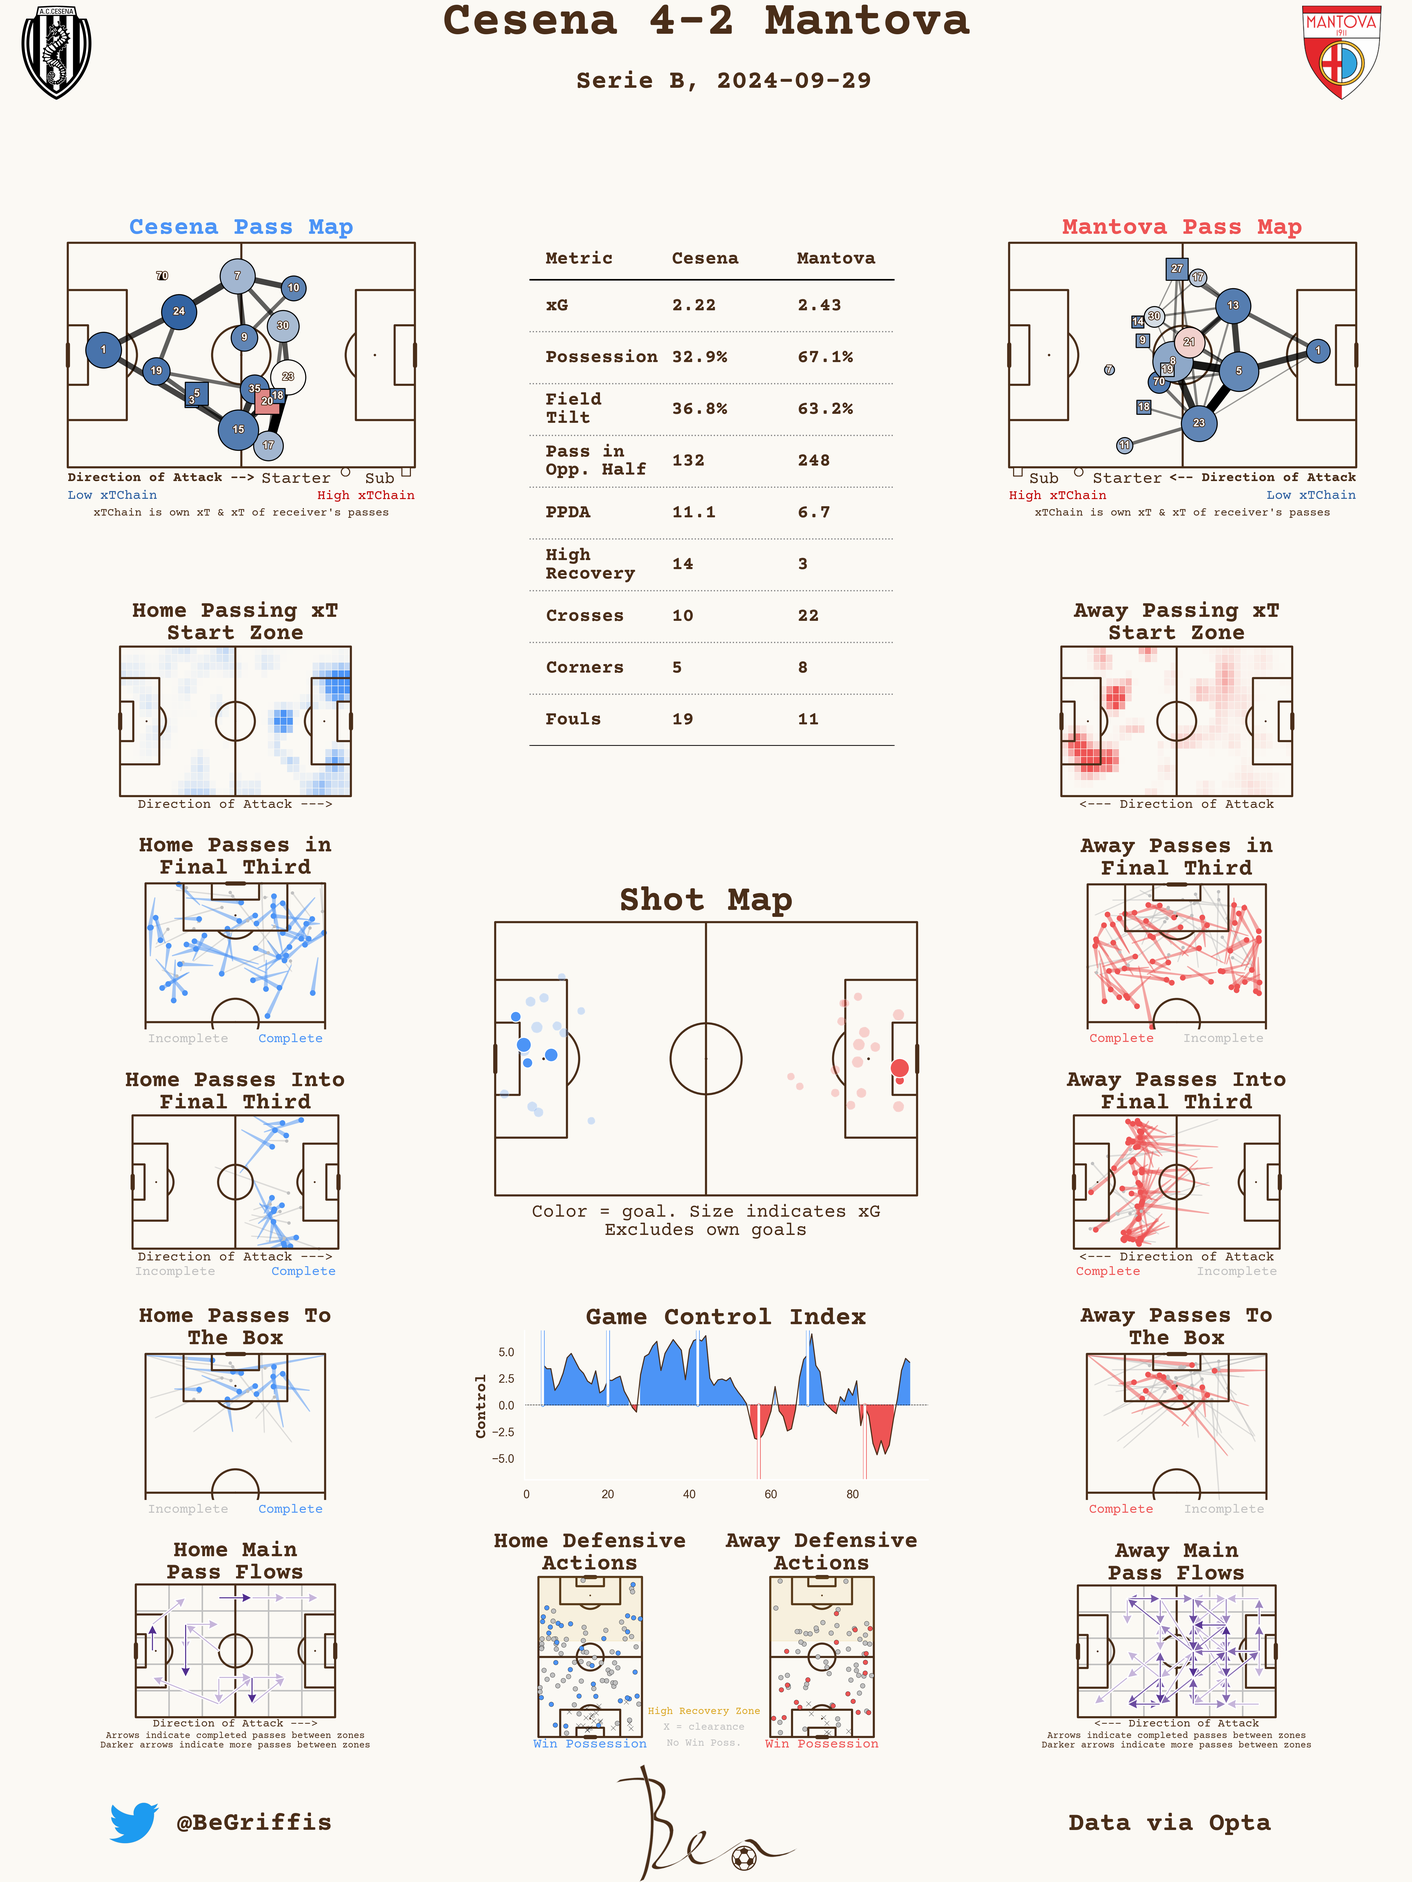 Cesena 4-2 Mantova
Serie B, 2024-09-29
A.C.CESENA
MANTOVA
1911
Cesena Pass Map
70
7
10
24
30
9
1
19
23
5
3
35
18
20
15
17
Direction of Attack --> Starter Sub
Low xTChain High xTChain
xTChain is own xT & xT of receiver's passes
Metric Cesena Mantova
xG 2.22 2.43
Possession 32.9% 67.1%
Field
Tilt 36.8% 63.2%
Pass in
Opp. Half 132 248
PPDA 11.1 6.7
High
Recovery 14 3
Crosses 10 22
Corners 5 8
Fouls 19 11
Mantova Pass Map
27
17
13
30
14
9
21
1
8
19
7
5
70
18
23
11
Sub Starter <-- Direction of Attack
High xTChain Low xTChain
xTChain is own xT & xT of receiver's passes
Home Passing xT
Start Zone
Direction of Attack --->
Away Passing xT
Start Zone
<--- Direction of Attack
Home Passes in
Final Third
Incomplete Complete
Away Passes in
Final Third
Complete Incomplete
Shot Map
Color = goal. Size indicates xG
Excludes own goals
Home Passes Into
Final Third
Direction of Attack --->
Incomplete Complete
Away Passes Into
Final Third
<--- Direction of Attack
Complete Incomplete
Home Passes To
The Box
Incomplete Complete
Game Control Index
Control
5.0
2.5
0.0
−2.5
−5.0
0 20 40 60 80
Away Passes To
The Box
Complete Incomplete
Home Main
Pass Flows
Direction of Attack --->
Arrows indicate completed passes between zones
Darker arrows indicate more passes between zones
Home Defensive
Actions
Win Possession
High Recovery Zone
X = clearance
No Win Poss.
Away Defensive
Actions
Win Possession
Away Main
Pass Flows
<--- Direction of Attack
Arrows indicate completed passes between zones
Darker arrows indicate more passes between zones
@BeGriffis
Ben
Data via Opta